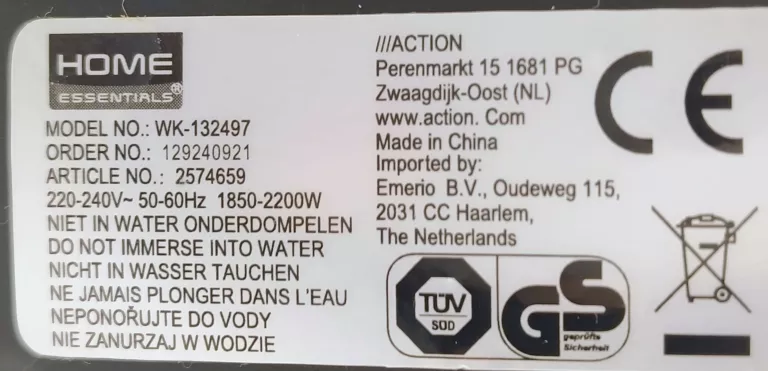 HOME
ESSENTIALS®
MODEL NO.: WK-132497
ORDER NO.: 129240921
ARTICLE NO.: 2574659
220-240V~ 50-60Hz 1850-2200W
NIET IN WATER ONDERDOMPELEN
DO NOT IMMERSE INTO WATER
NICHT IN WASSER TAUCHEN
NE JAMAIS PLONGER DANS L'EAU
NEPONOŘUJTE DO VODY
NIE ZANURZAJ W WODZIE
///ACTION
Perenmarkt 15 1681 PG
Zwaagdijk-Oost (NL)
www.action. Com
Made in China
Imported by:
Emerio B.V., Oudeweg 115,
2031 CC Haarlem,
The Netherlands
CE
TÜV
SÜD
GS
geprüfte
Sicherheit